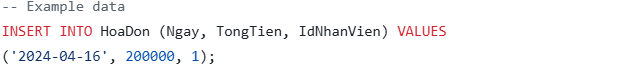 -- Example data
INSERT INTO HoaDon (Ngay, TongTien, IdNhanVien) VALUES
('2024-04-16', 200000, 1);